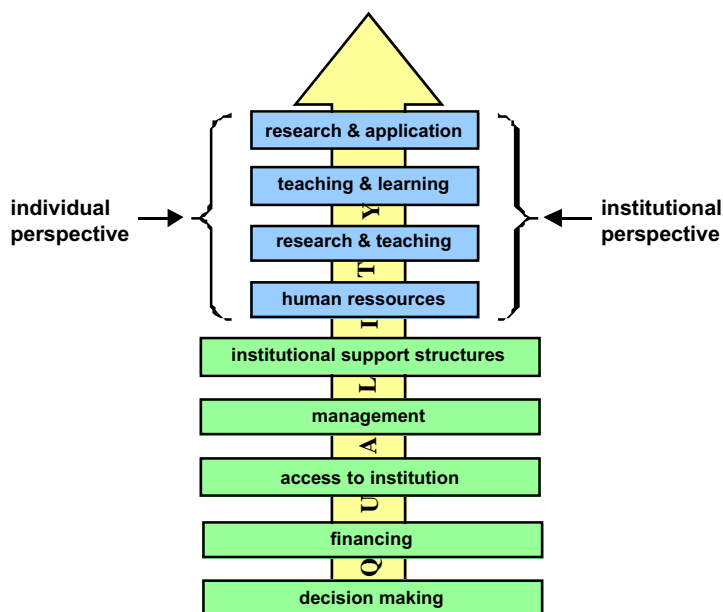 research & application
teaching & learning
individual
perspective
institutional
perspective
research & teaching
human ressources
institutional support structures
management
access to institution
financing
decision making
QUALITY